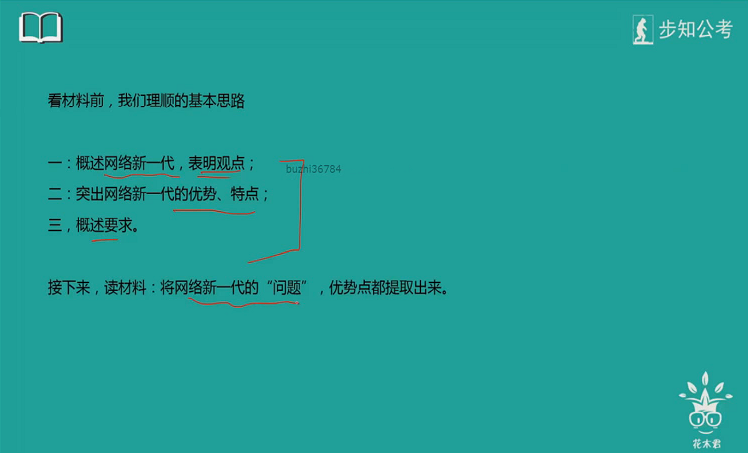 步知公考
看材料前，我们理顺的基本思路
一：概述网络新一代，表明观点；
buzhi36784
二：突出网络新一代的优势、特点；
三，概述要求。
接下来，读材料：将网络新一代的“问题”，优势点都提取出来。
花木君